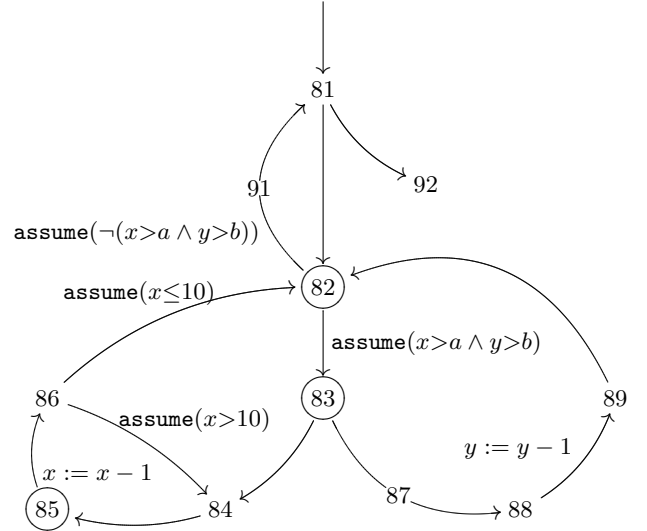 81
92
91
assume(¬(x>a ∧ y>b))
82
assume(x≤10)
assume(x>a ∧ y>b)
86
83
89
assume(x>10)
y := y − 1
x := x − 1
87
85
84
88